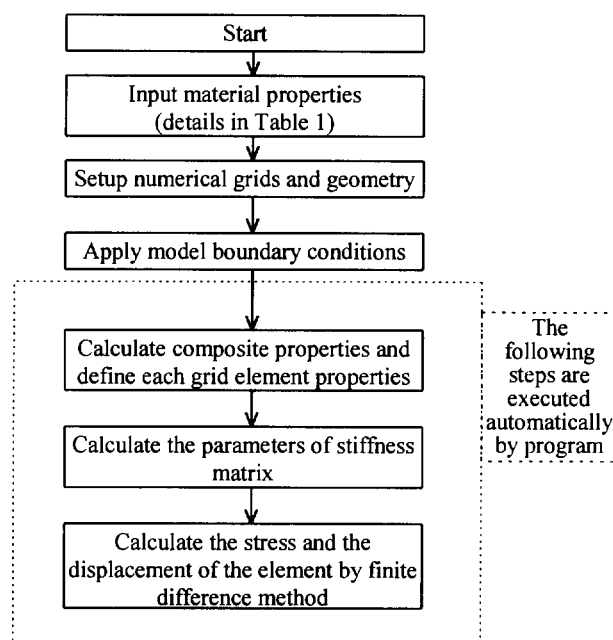 Start
Input material properties
(details in Table 1)
Setup numerical grids and geometry
Apply model boundary conditions
Calculate composite properties and
define each grid element properties
Calculate the parameters of stiffness
matrix
Calculate the stress and the
displacement of the element by finite
difference method
The
following
steps are
executed
automatically
by program